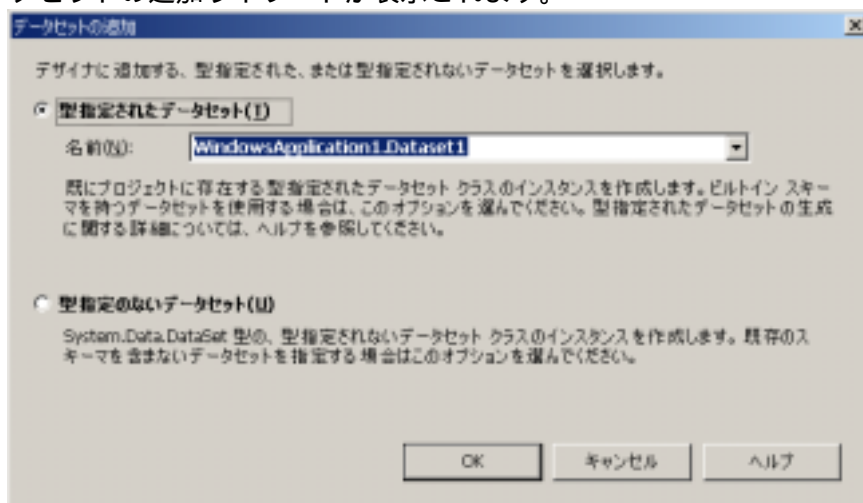 データセットの追加
デザイナに追加する、型指定された、または型指定されないデータセットを選択します。
型指定されたデータセット(T)
名前(N): WindowsApplication1.Dataset1
既にプロジェクトに存在する型指定されたデータセット クラスのインスタンスを作成します。ビルトイン スキー
マを持つデータセットを使用する場合は、このオプションを選んでください。型指定されたデータセットの生成
に関する詳細については、ヘルプを参照してください。
型指定のないデータセット(U)
System.Data.DataSet 型の、型指定されないデータセット クラスのインスタンスを作成します。既存のス
キーマを含まないデータセットを指定する場合はこのオプションを選んでください。
OK キャンセル ヘルプ